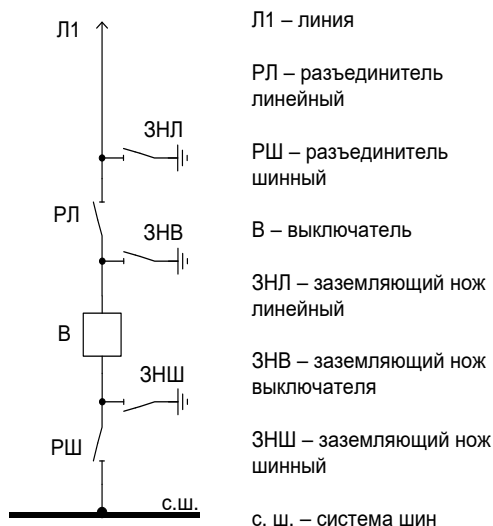 Л1
ЗНЛ
РЛ
ЗНВ
В
ЗНШ
РШ
с.ш.
Л1 – линия
РЛ – разъединитель
линейный
РШ – разъединитель
шинный
В – выключатель
ЗНЛ – заземляющий нож
линейный
ЗНВ – заземляющий нож
выключателя
ЗНШ – заземляющий нож
шинный
с. ш. – система шин